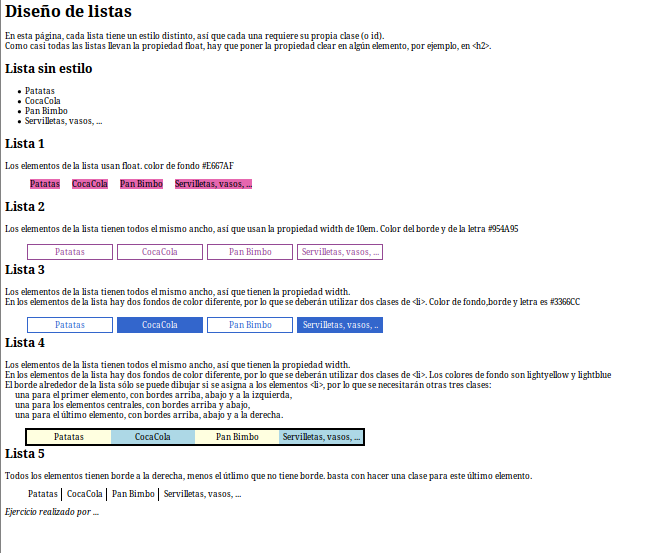 Diseño de listas
En esta página, cada lista tiene un estilo distinto, así que cada una requiere su propia clase (o id).
Como casi todas las listas llevan la propiedad float, hay que poner la propiedad clear en algún elemento, por ejemplo, en <h2>.
Lista sin estilo
• Patatas
• CocaCola
• Pan Bimbo
• Servilletas, vasos, ...
Lista 1
Los elementos de la lista usan float. color de fondo #E667AF
Patatas CocaCola Pan Bimbo Servilletas, vasos, ...
Lista 2
Los elementos de la lista tienen todos el mismo ancho, así que usan la propiedad width de 10em. Color del borde y de la letra #954A95
Patatas CocaCola Pan Bimbo Servilletas, vasos, ...
Lista 3
Los elementos de la lista tienen todos el mismo ancho, así que tienen la propiedad width.
En los elementos de la lista hay dos fondos de color diferente, por lo que se deberán utilizar dos clases de <li>. Color de fondo,borde y letra es #3366CC
Patatas CocaCola Pan Bimbo Servilletas, vasos, ..
Lista 4
Los elementos de la lista tienen todos el mismo ancho, así que tienen la propiedad width.
En los elementos de la lista hay dos fondos de color diferente, por lo que se deberán utilizar dos clases de <li>. Los colores de fondo son lightyellow y lightblue
El borde alrededor de la lista sólo se puede dibujar si se asigna a los elementos <li>, por lo que se necesitarán otras tres clases:
una para el primer elemento, con bordes arriba, abajo y a la izquierda,
una para los elementos centrales, con bordes arriba y abajo,
una para el último elemento, con bordes arriba, abajo y a la derecha.
Patatas CocaCola Pan Bimbo Servilletas, vasos, ...
Lista 5
Todos los elementos tienen borde a la derecha, menos el útlimo que no tiene borde. basta con hacer una clase para este último elemento.
Patatas CocaCola Pan Bimbo Servilletas, vasos, ...
Ejercicio realizado por ...